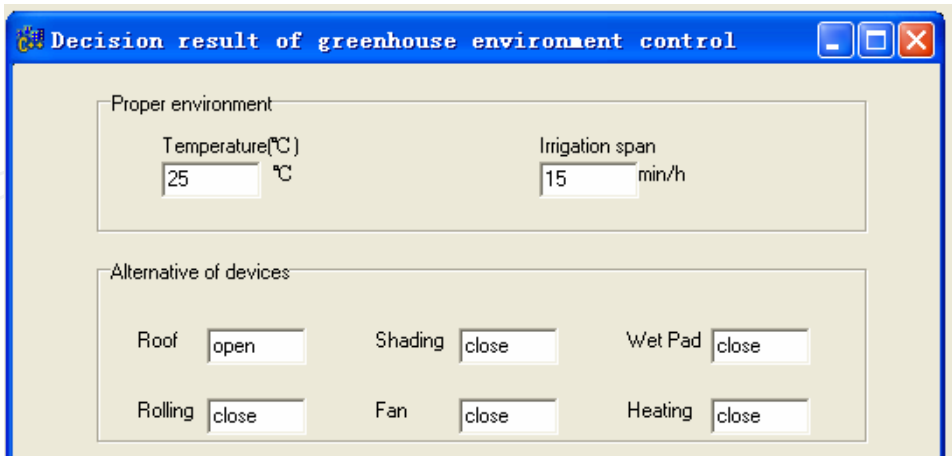 Decision result of greenhouse environment control
Proper environment
Temperature(℃) Irrigation span
25 ℃ 15 min/h
Alternative of devices
Roof open Shading close Wet Pad close
Rolling close Fan close Heating close